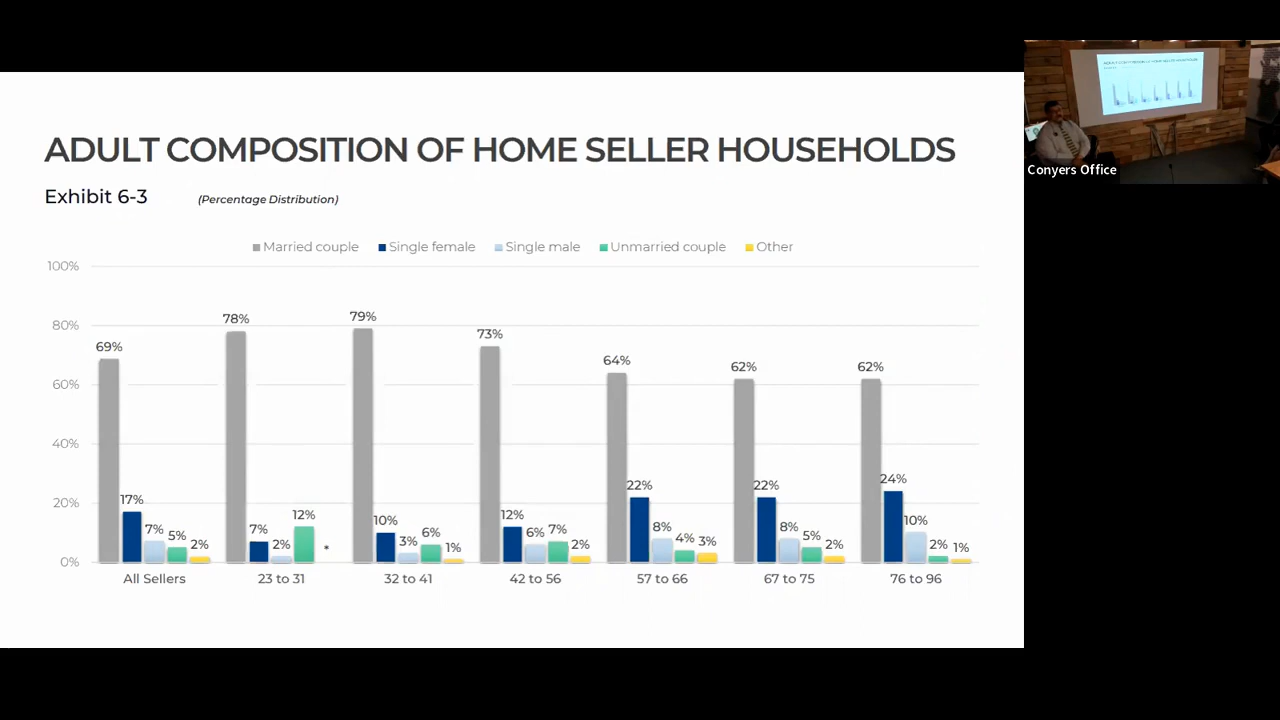 ADULT COMPOSITION OF HOME SELLER HOUSEHOLDS
Exhibit 6-3 (Percentage Distribution)
Married couple Single female Single male Unmarried couple Other
100%
80%
60%
40%
20%
0%
69% 17% 7% 5% 2%
78% 7% 2% 12% *
79% 10% 3% 6% 1%
73% 12% 6% 7% 2%
64% 22% 8% 4% 3%
62% 22% 8% 5% 2%
62% 24% 10% 2% 1%
All Sellers 23 to 31 32 to 41 42 to 56 57 to 66 67 to 75 76 to 96
Conyers Office